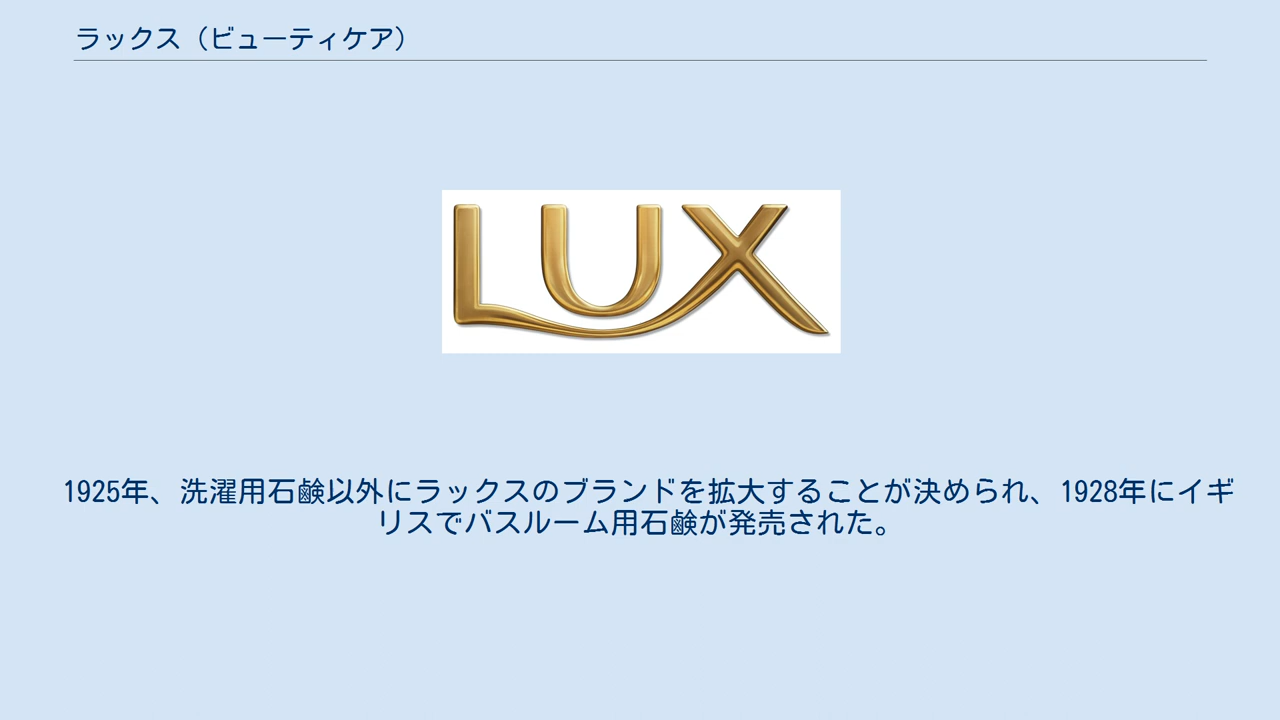 ラックス（ビューティケア）
LUX
1925年、洗濯用石鹸以外にラックスのブランドを拡大することが決められ、1928年にイギ
リスでバスルーム用石鹸が発売された。